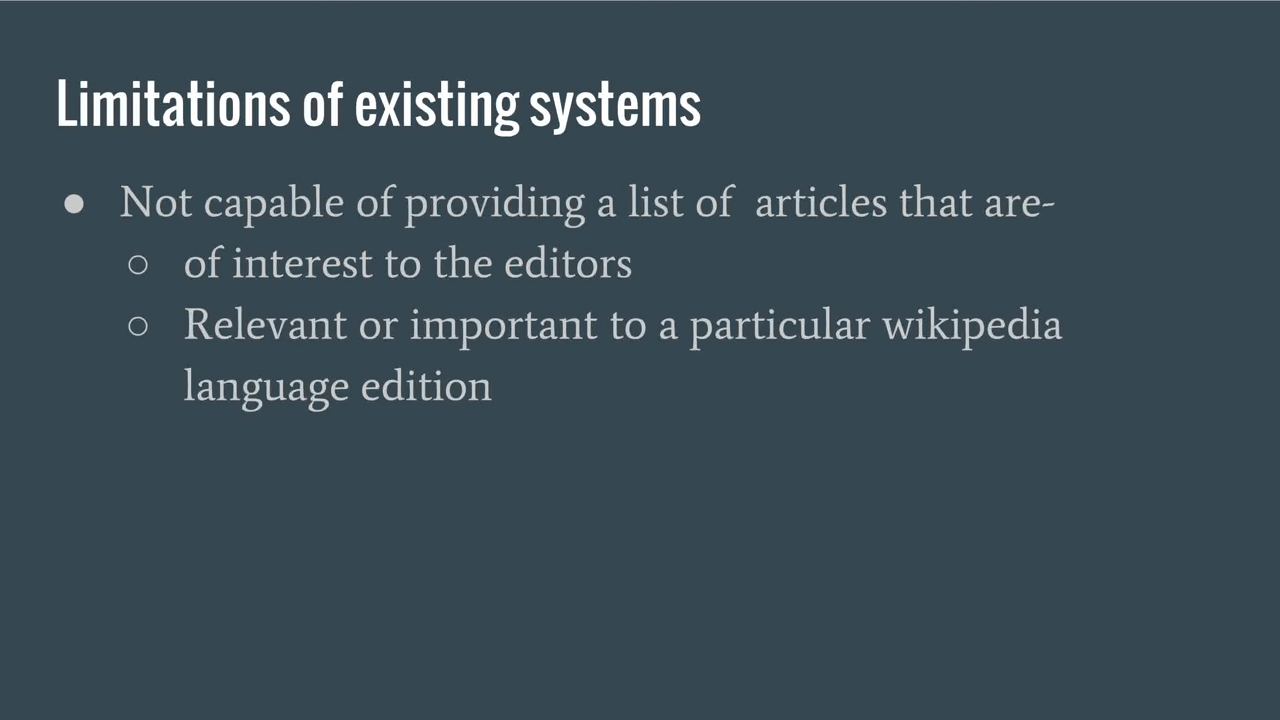 Limitations of existing systems
● Not capable of providing a list of  articles that are-
○ of interest to the editors
○ Relevant or important to a particular wikipedia
language edition